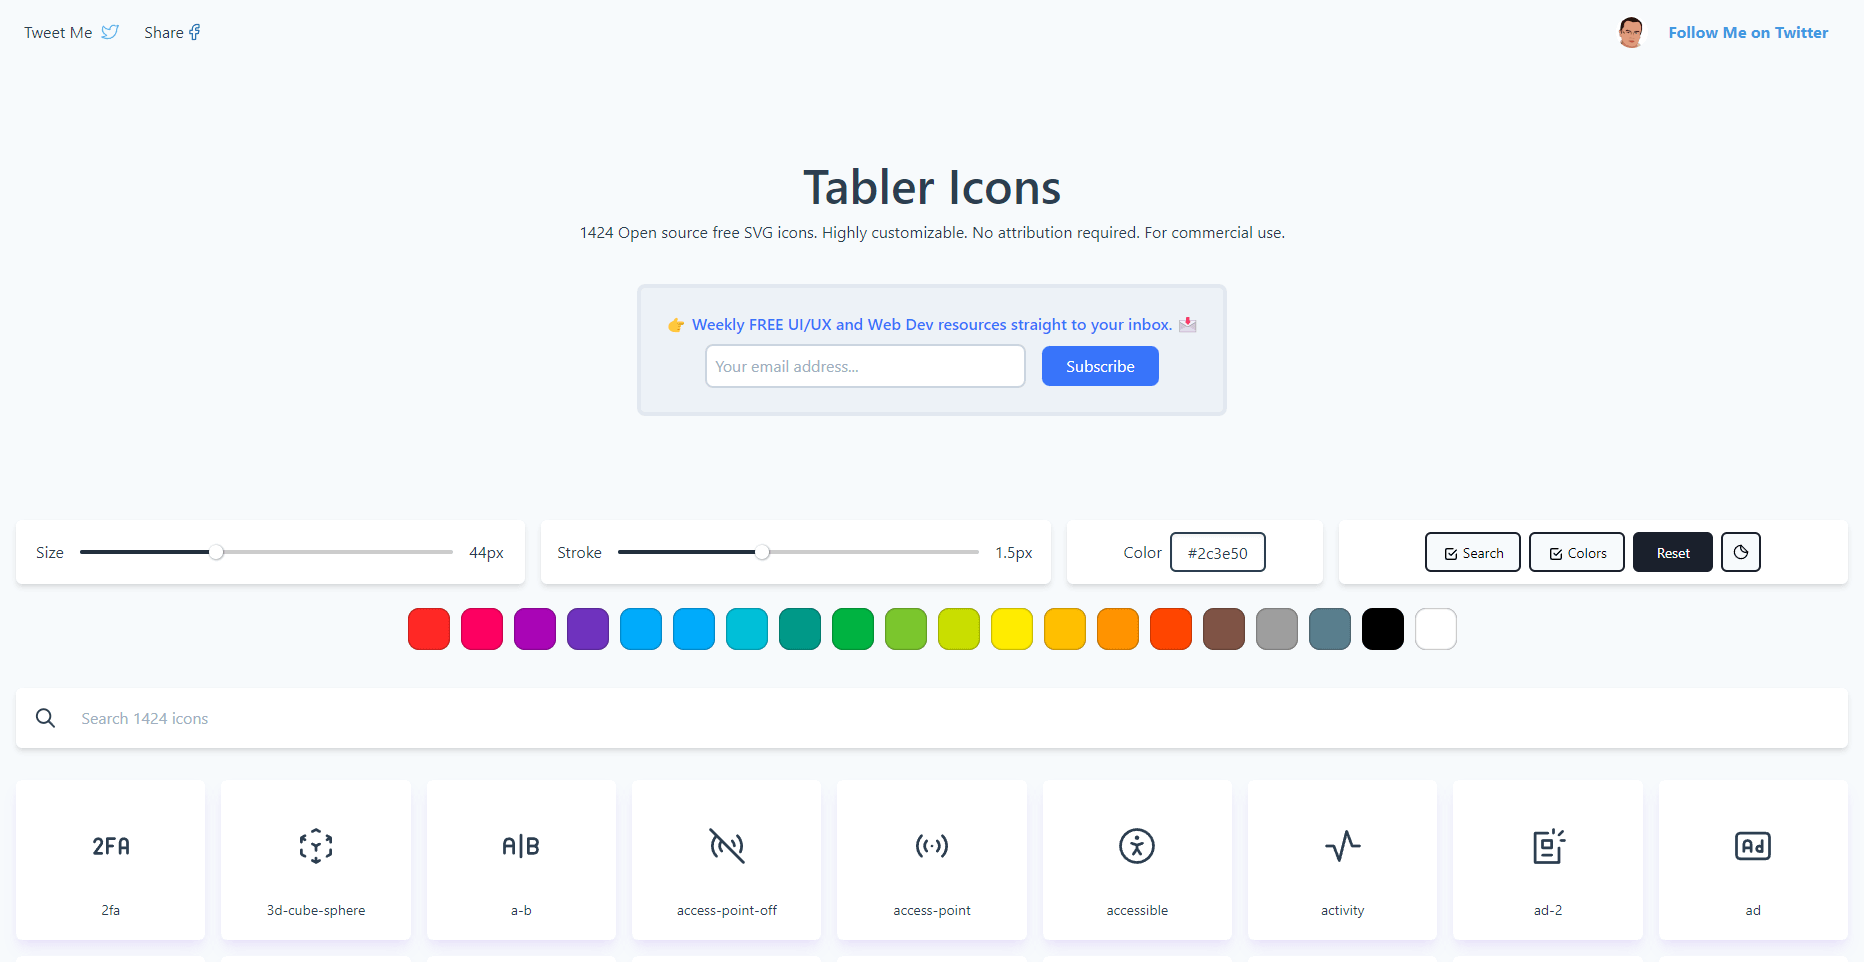 Tweet Me
Share
Follow Me on Twitter
Tabler Icons
1424 Open source free SVG icons. Highly customizable. No attribution required. For commercial use.
Weekly FREE UI/UX and Web Dev resources straight to your inbox.
Your email address...
Subscribe
Size
44px
Stroke
1.5px
Color
#2c3e50
Search
Colors
Reset
Search 1424 icons
2FA
A|B
Ad
2fa
3d-cube-sphere
a-b
access-point-off
access-point
accessible
activity
ad-2
ad